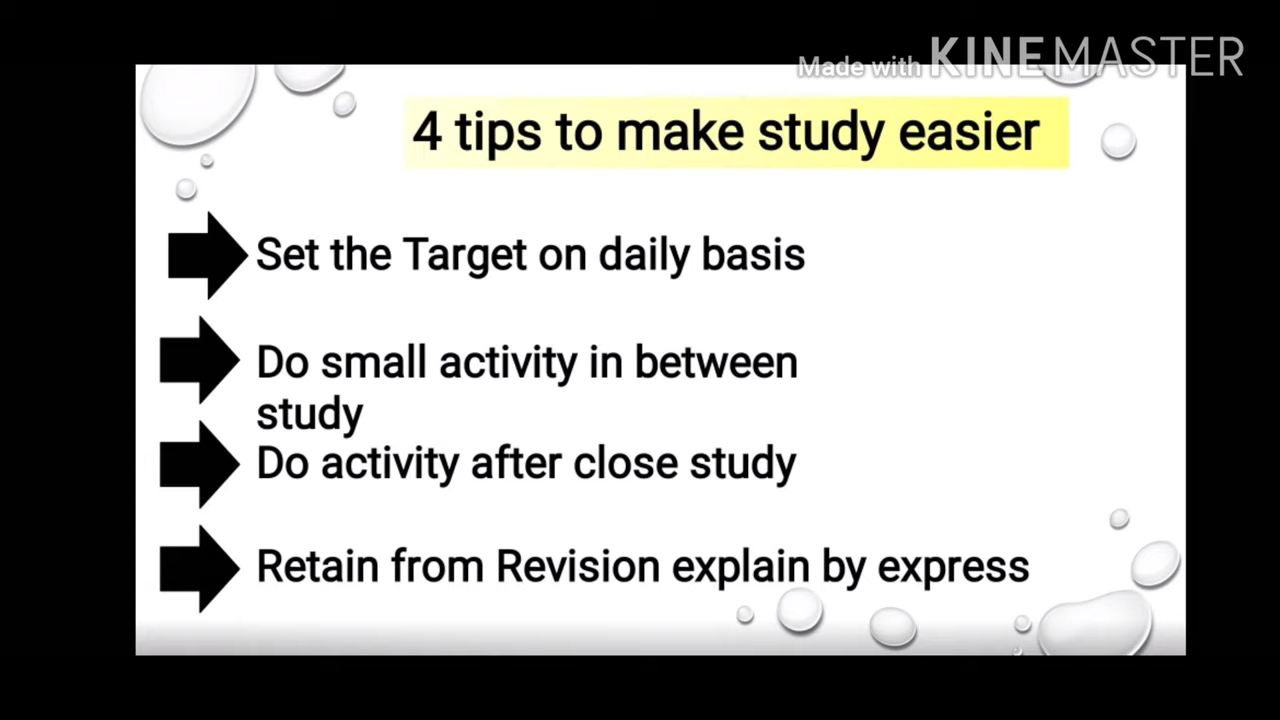 Made with KINEMASTER
4 tips to make study easier
Set the Target on daily basis
Do small activity in between
study
Do activity after close study
Retain from Revision explain by express